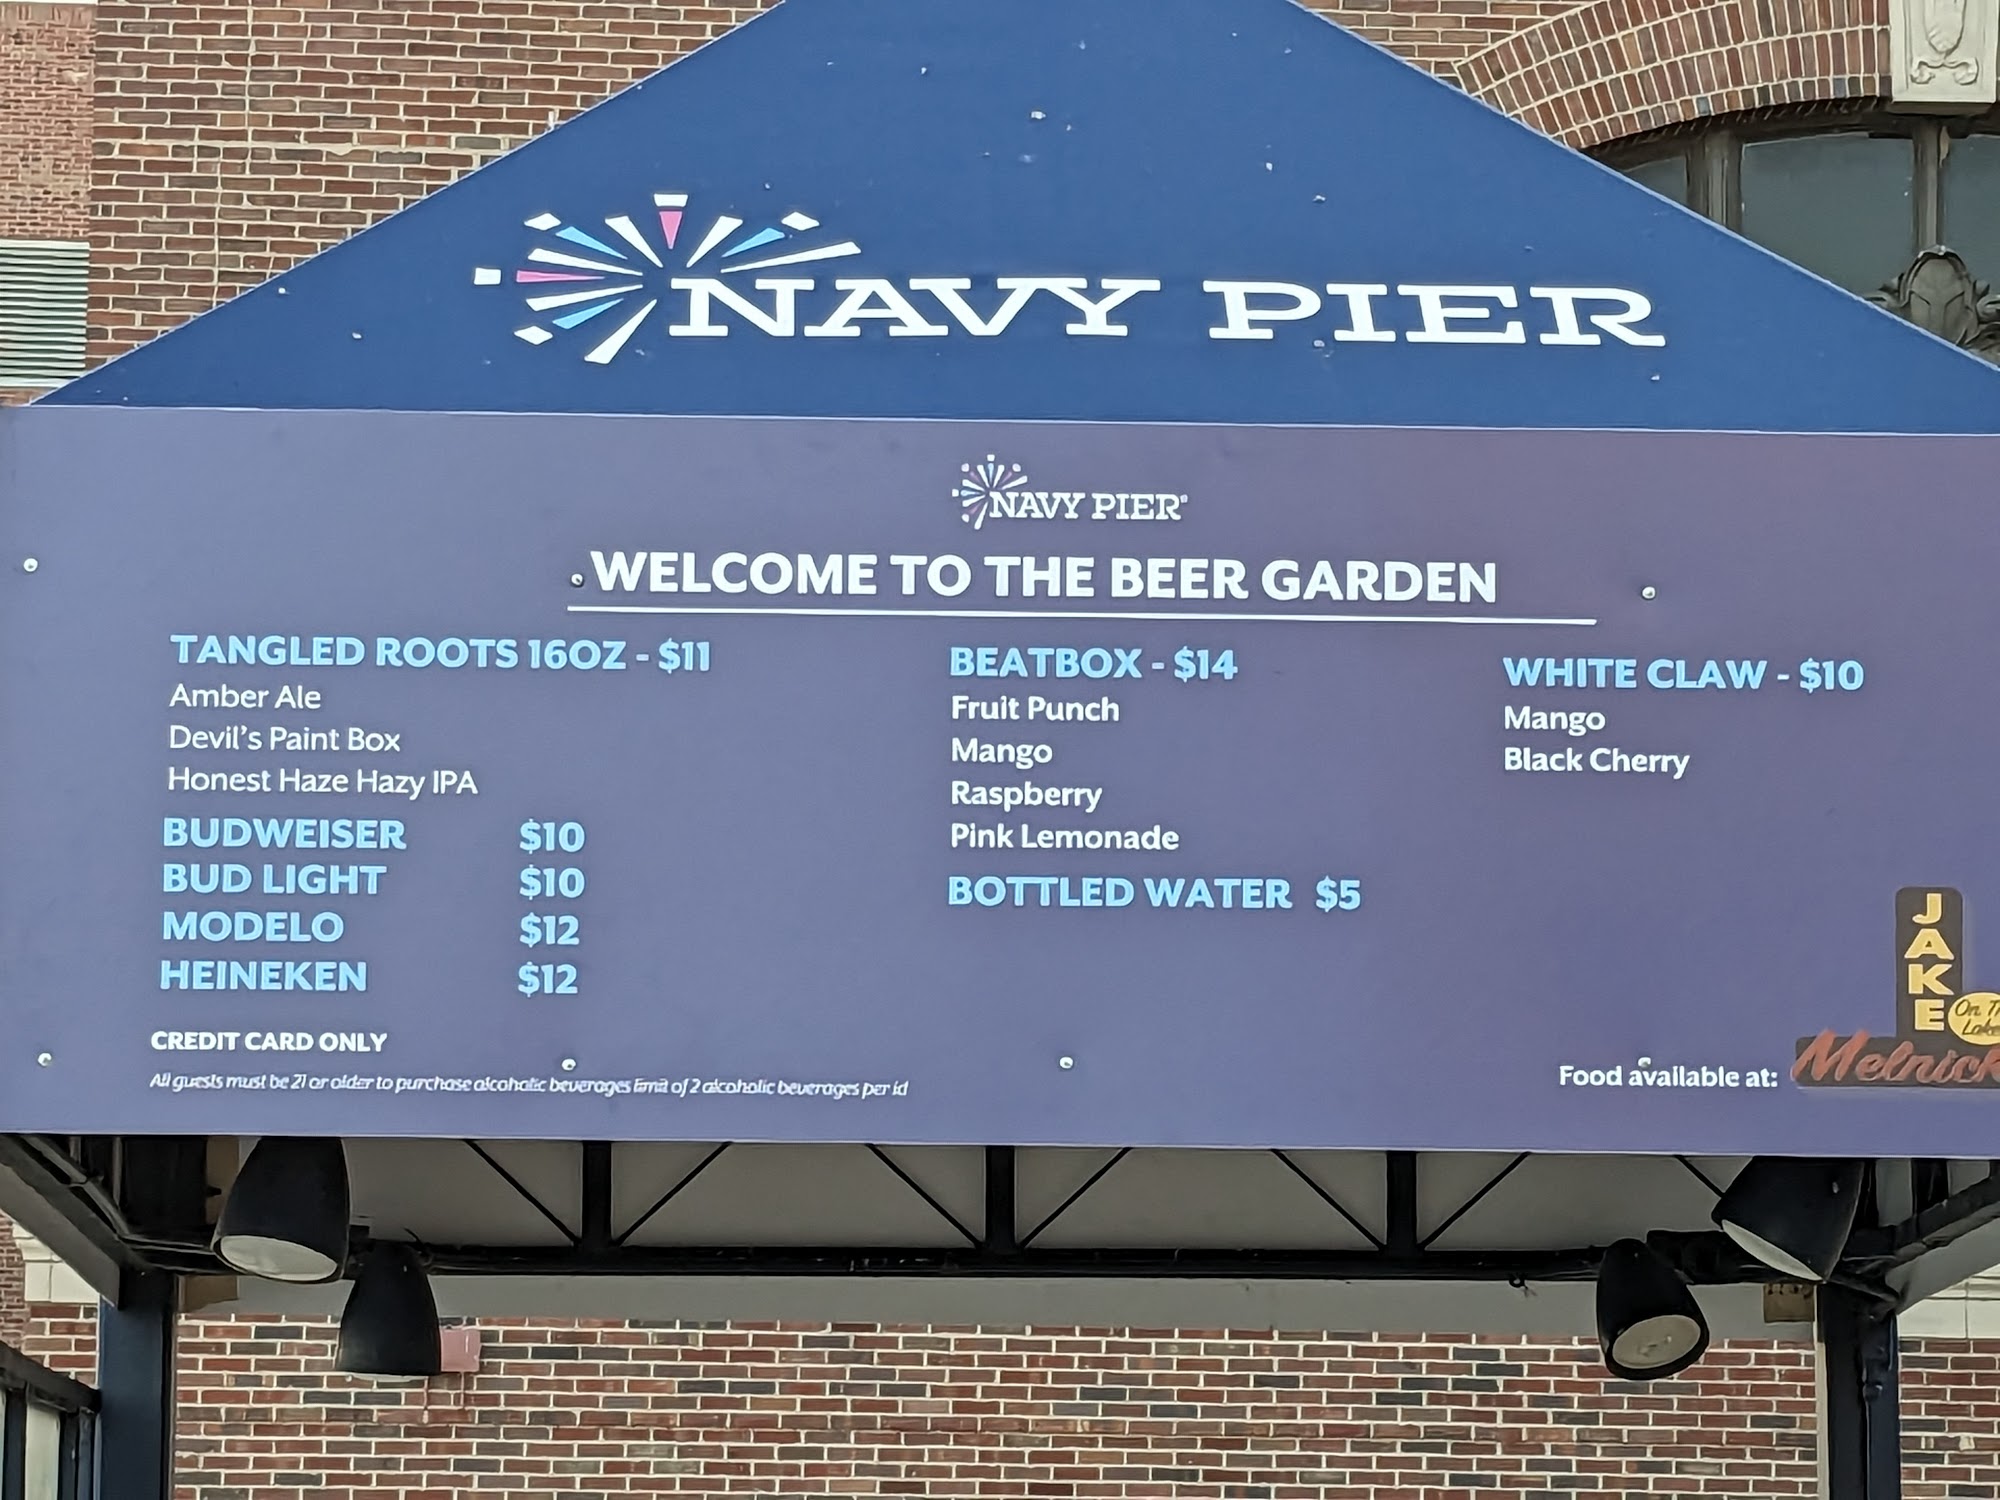 NAVY PIER
NAVY PIER®
WELCOME TO THE BEER GARDEN
TANGLED ROOTS 16OZ - $11
Amber Ale
Devil's Paint Box
Honest Haze Hazy IPA
BUDWEISER $10
BUD LIGHT $10
MODELO $12
HEINEKEN $12
CREDIT CARD ONLY
All guests must be 21 or older to purchase alcoholic beverages limit of 2 alcoholic beverages per id
BEATBOX - $14
Fruit Punch
Mango
Raspberry
Pink Lemonade
BOTTLED WATER $5
WHITE CLAW - $10
Mango
Black Cherry
Food available at:
JAKE
Melnick
On
Lake